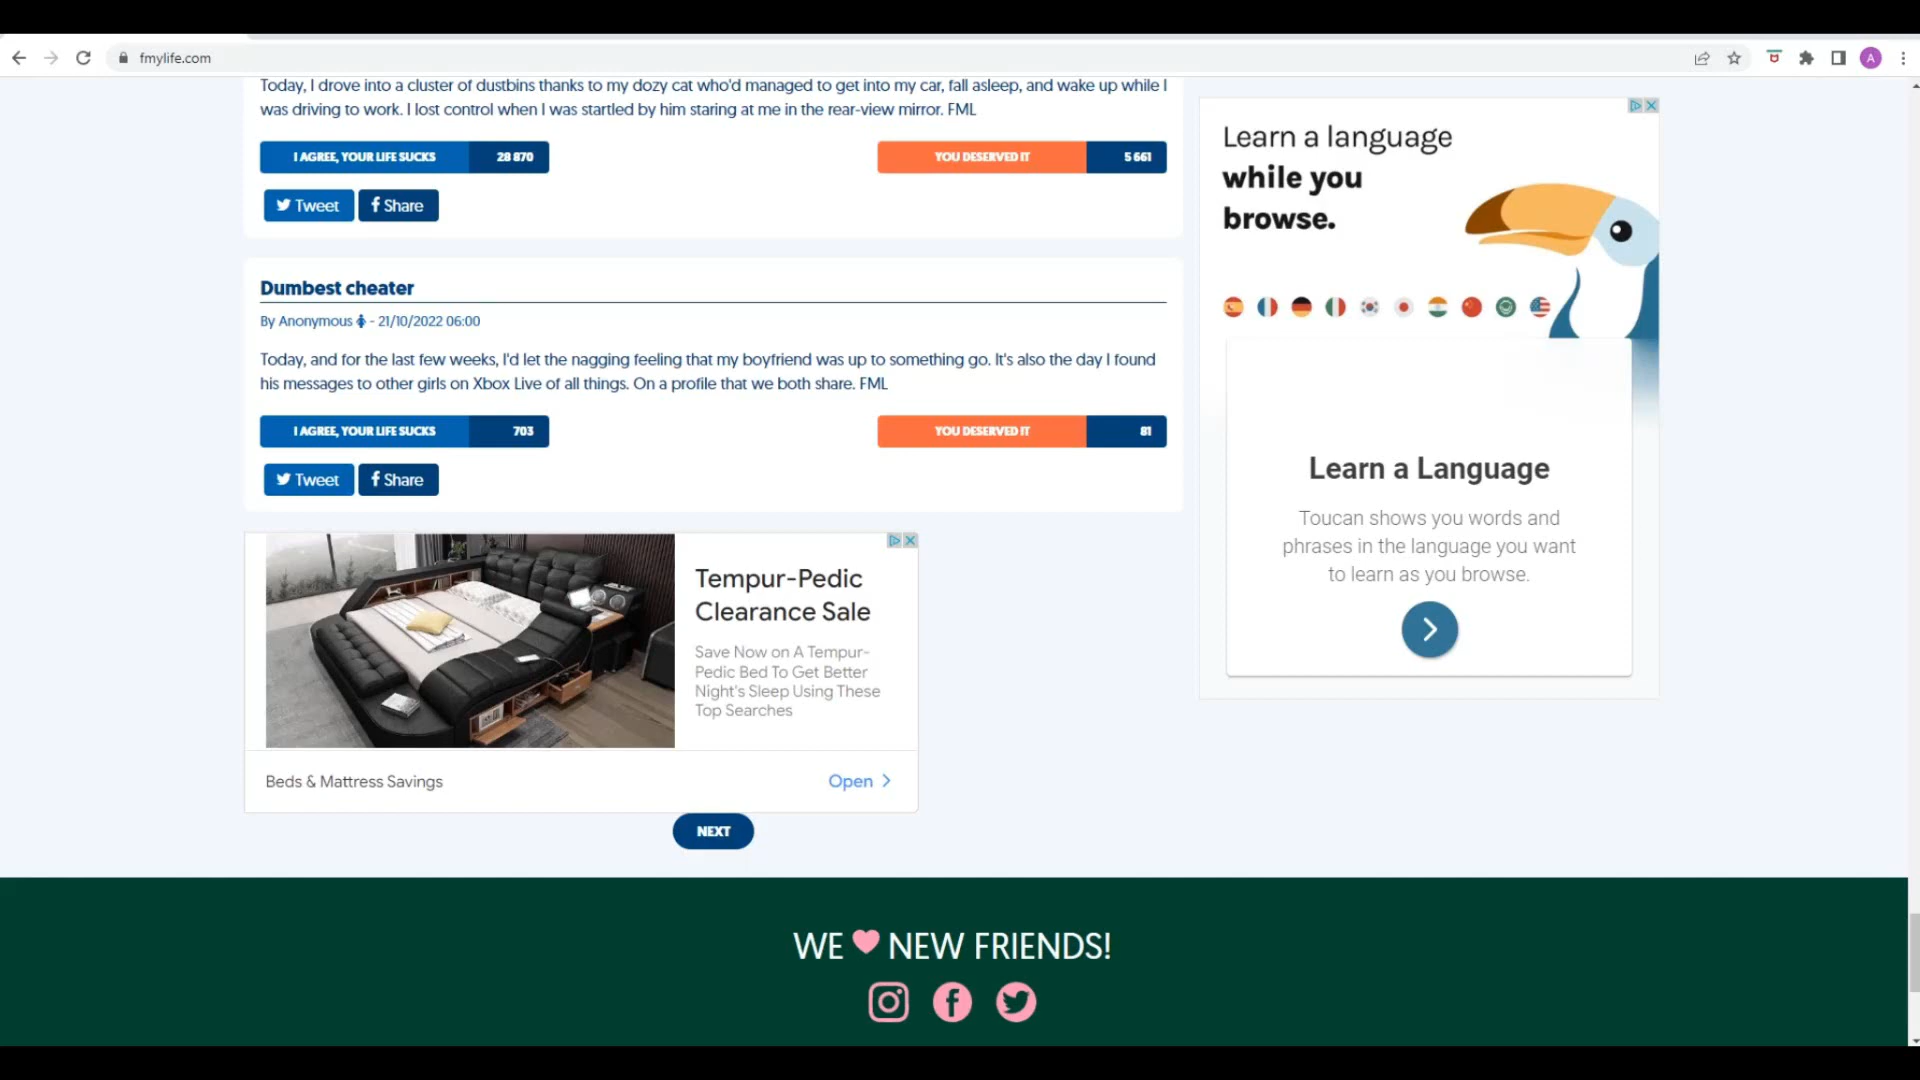 fmylife.com
A
Today, I drove into a cluster of dustbins thanks to my dozy cat who'd managed to get into my car, fall asleep, and wake up while I
was driving to work. I lost control when I was startled by him staring at me in the rear-view mirror. FML
I AGREE, YOUR LIFE SUCKS 28 870
YOU DESERVED IT 5 661
Tweet
Share
Dumbest cheater
By Anonymous - 21/10/2022 06:00
Today, and for the last few weeks, I'd let the nagging feeling that my boyfriend was up to something go. It's also the day I found
his messages to other girls on Xbox Live of all things. On a profile that we both share. FML
I AGREE, YOUR LIFE SUCKS 703
YOU DESERVED IT 81
Tweet
Share
Tempur-Pedic
Clearance Sale
Save Now on A Tempur-
Pedic Bed To Get Better
Night's Sleep Using These
Top Searches
Beds & Mattress Savings
Open
NEXT
Learn a language
while you
browse.
Learn a Language
Toucan shows you words and
phrases in the language you want
to learn as you browse.
WE NEW FRIENDS!